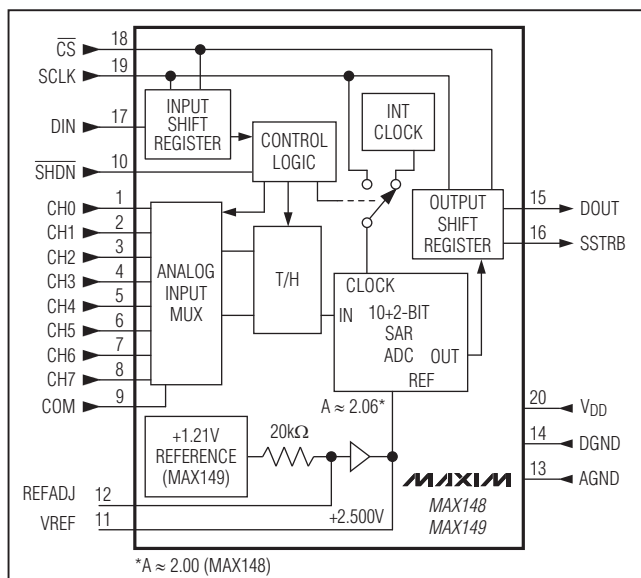 CS
18
SCLK
19
DIN
17
SHDN
10
CH0
1
CH1
2
CH2
3
CH3
4
CH4
5
CH5
6
CH6
7
CH7
8
COM
9
INPUT
SHIFT
REGISTER
CONTROL
LOGIC
INT
CLOCK
OUTPUT
SHIFT
REGISTER
15
DOUT
16
SSTRB
ANALOG
INPUT
MUX
T/H
CLOCK
IN
10+2-BIT
SAR
ADC
OUT
REF
A ≈ 2.06*
+1.21V
REFERENCE
(MAX149)
20kΩ
+2.500V
REFADJ
12
VREF
11
20
VDD
14
DGND
13
AGND
MAXIM
MAX148
MAX149
*A ≈ 2.00 (MAX148)